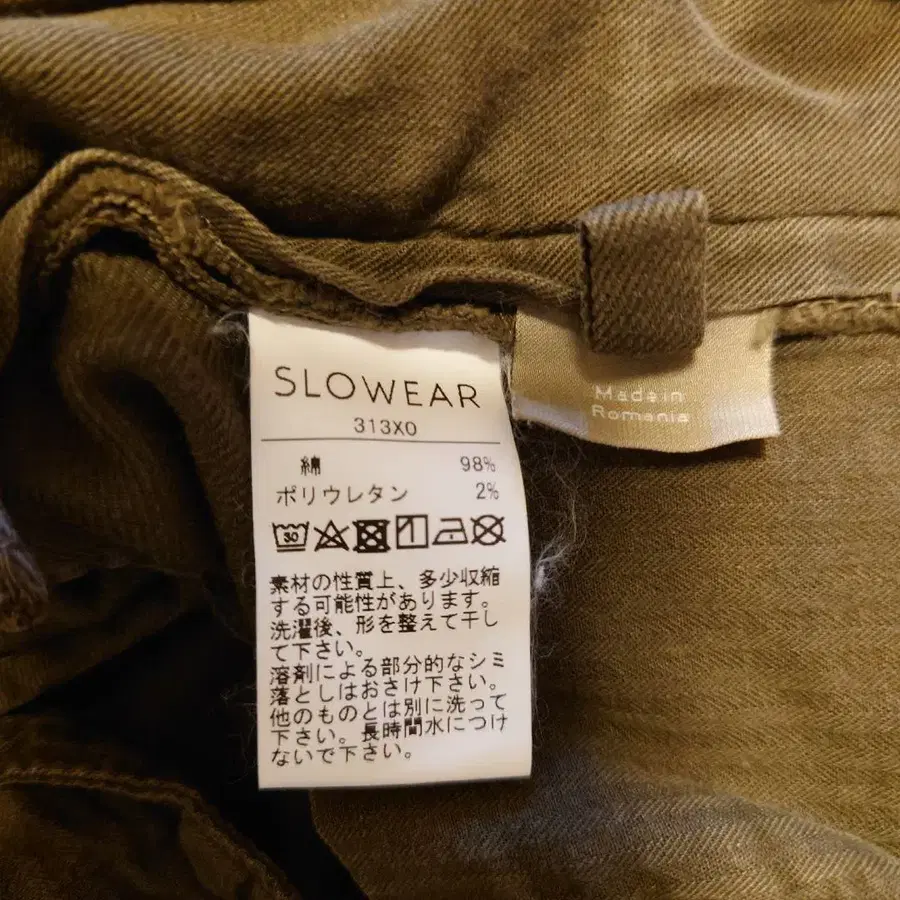 SLOWEAR
313X0
綿 98%
ポリウレタン 2%
30
素材の性質上、多少収縮
する可能性があります。
洗濯後、形を整えて干し
て下さい。
溶剤による部分的なシミ
落としはおさけ下さい。
他のものとは別に洗って
下さい。長時間水につけ
ないで下さい。
Made in
Romania